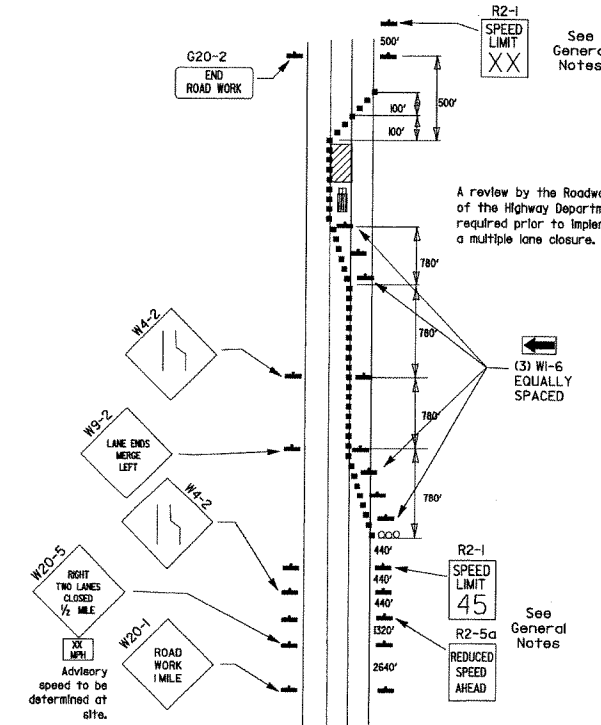 R2-1
SPEED
LIMIT
XX
See
General
Notes
500'
G20-2
END
ROAD WORK
100'
500'
100'
A review by the Roadwa
of the Highway Departm
required prior to implem
a multiple lane closure.
780'
780'
W4-2
(3) W1-6
EQUALLY
SPACED
W9-2
LANE ENDS
MERGE
LEFT
780'
780'
W4-2
440'
R2-1
SPEED
LIMIT
45
440'
440'
W20-5
RIGHT
TWO LANES
CLOSED
1/2 MILE
See
General
Notes
1320'
R2-5a
REDUCED
SPEED
AHEAD
XX
MPH
W20-1
ROAD
WORK
1 MILE
2640'
Advisory
speed to be
determined at
site.